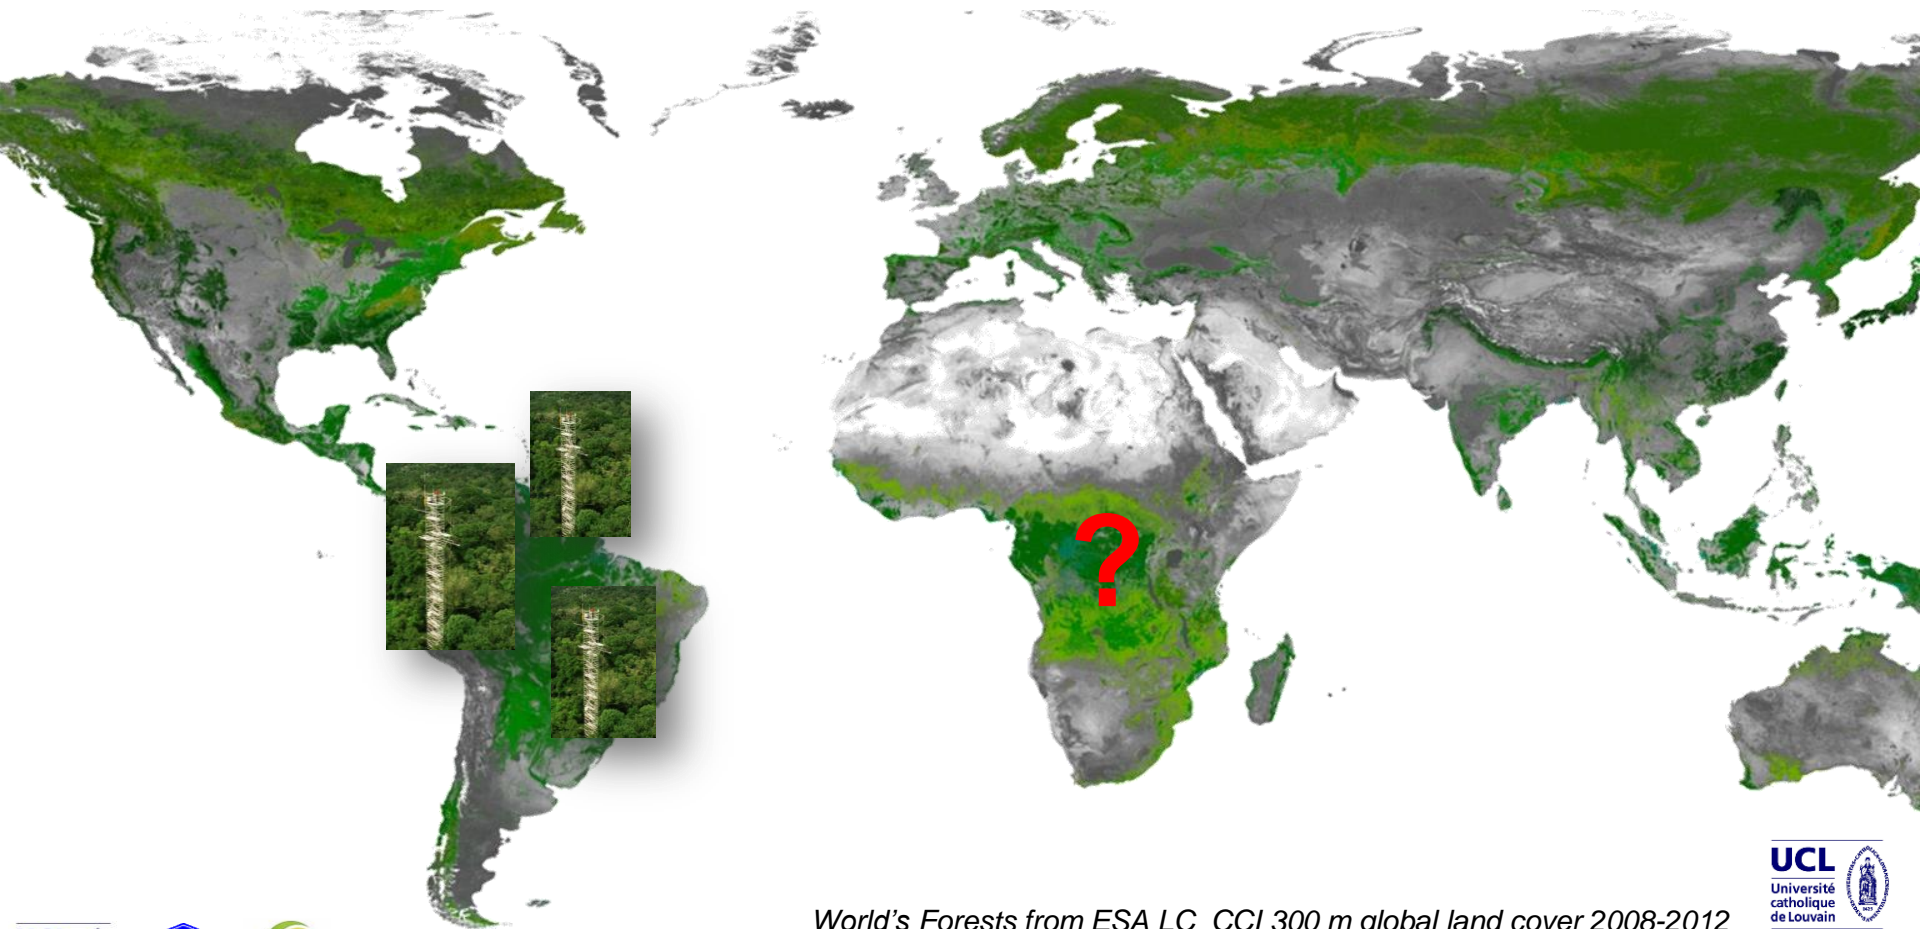 ?
World's Forests from ESA LC_CCI 300 m global land cover 2008-2012
UCL
Université
catholique
de Louvain